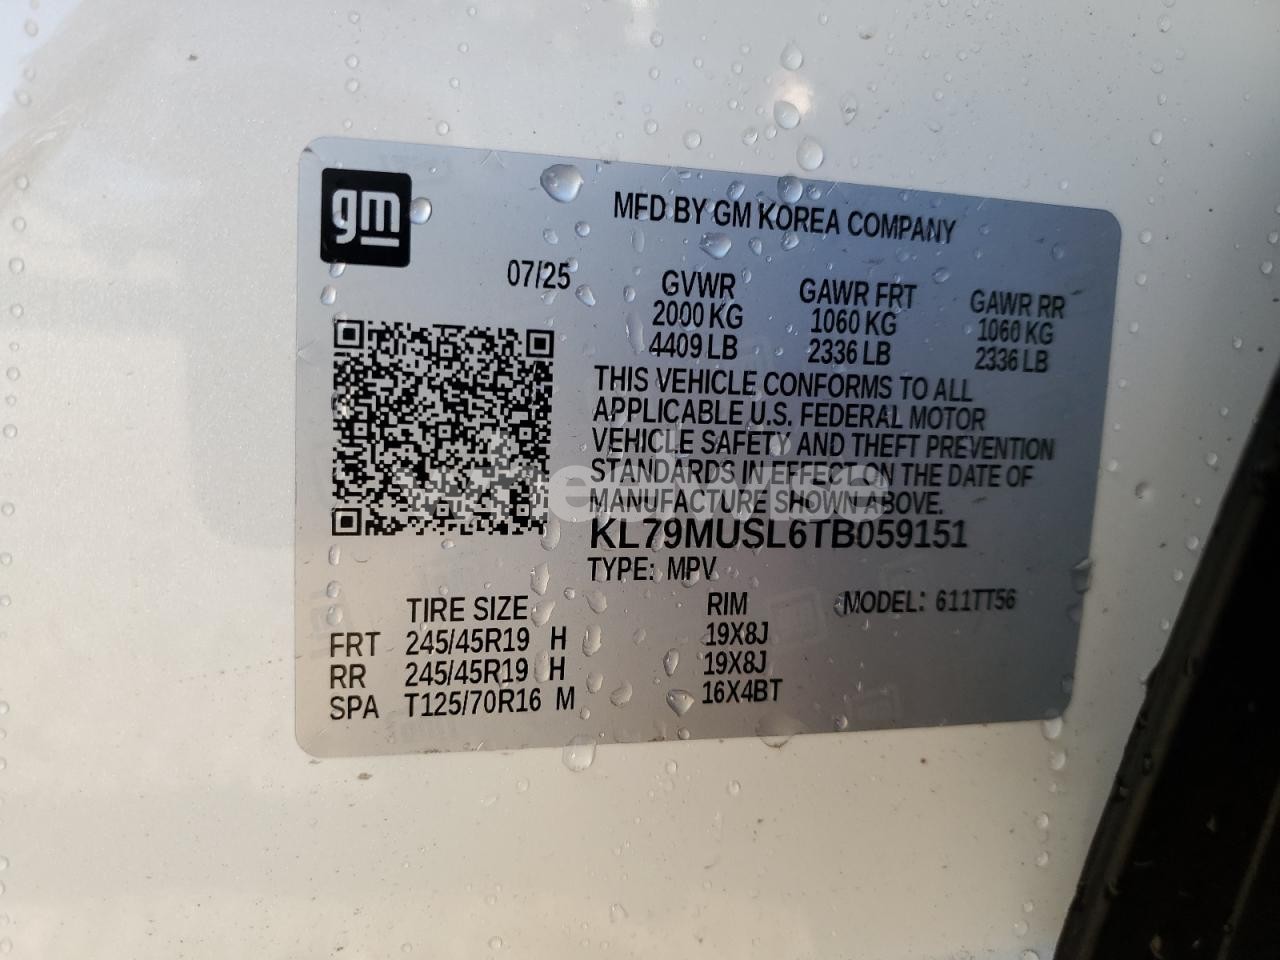 gm
MFD BY GM KOREA COMPANY
07/25
GVWR GAWR FRT GAWR RR
2000 KG 1060 KG 1060 KG
4409 LB 2336 LB 2336 LB
THIS VEHICLE CONFORMS TO ALL
APPLICABLE U.S. FEDERAL MOTOR
VEHICLE SAFETY AND THEFT PREVENTION
STANDARDS IN EFFECT ON THE DATE OF
MANUFACTURE SHOWN ABOVE.
KL79MUSL6TB059151
TYPE: MPV
MODEL: 611TT56
TIRE SIZE RIM
FRT 245/45R19 H 19X8J
RR 245/45R19 H 19X8J
SPA T125/70R16 M 16X4BT